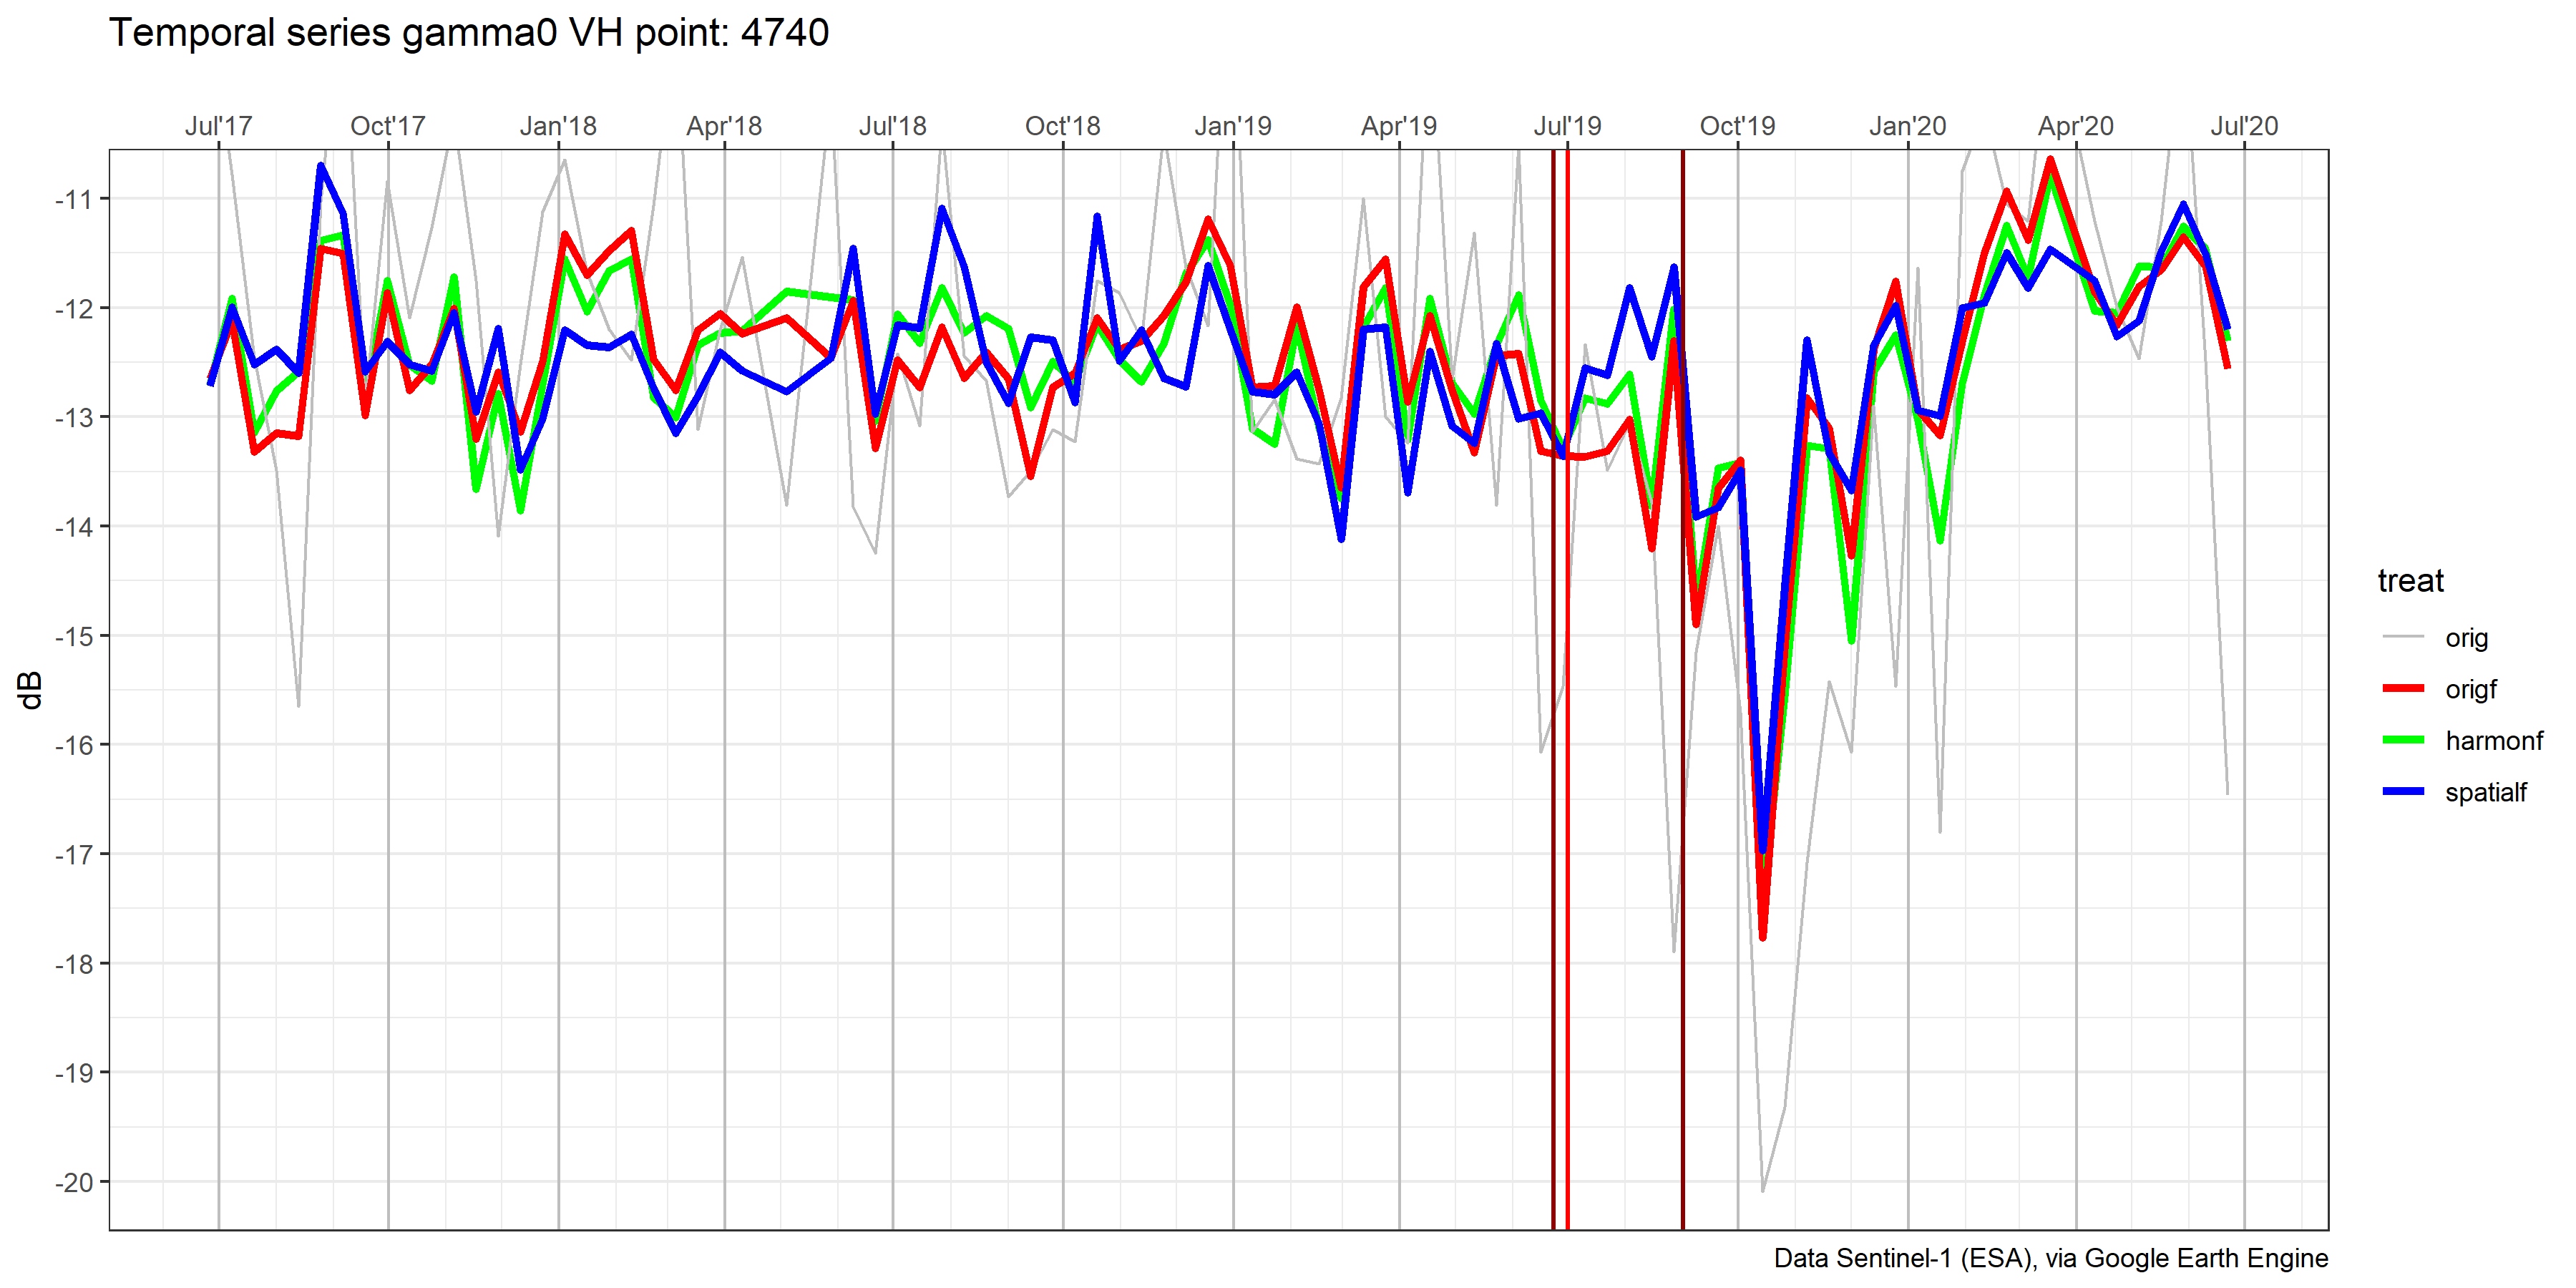 Temporal series gamma0 VH point: 4740
Jul'17 Oct'17 Jan'18 Apr'18 Jul'18 Oct'18 Jan'19 Apr'19 Jul'19 Oct'19 Jan'20 Apr'20 Jul'20
-11
-12
-13
-14
-15
-16
-17
-18
-19
-20
dB
treat
orig
origf
harmonf
spatialf
Data Sentinel-1 (ESA), via Google Earth Engine